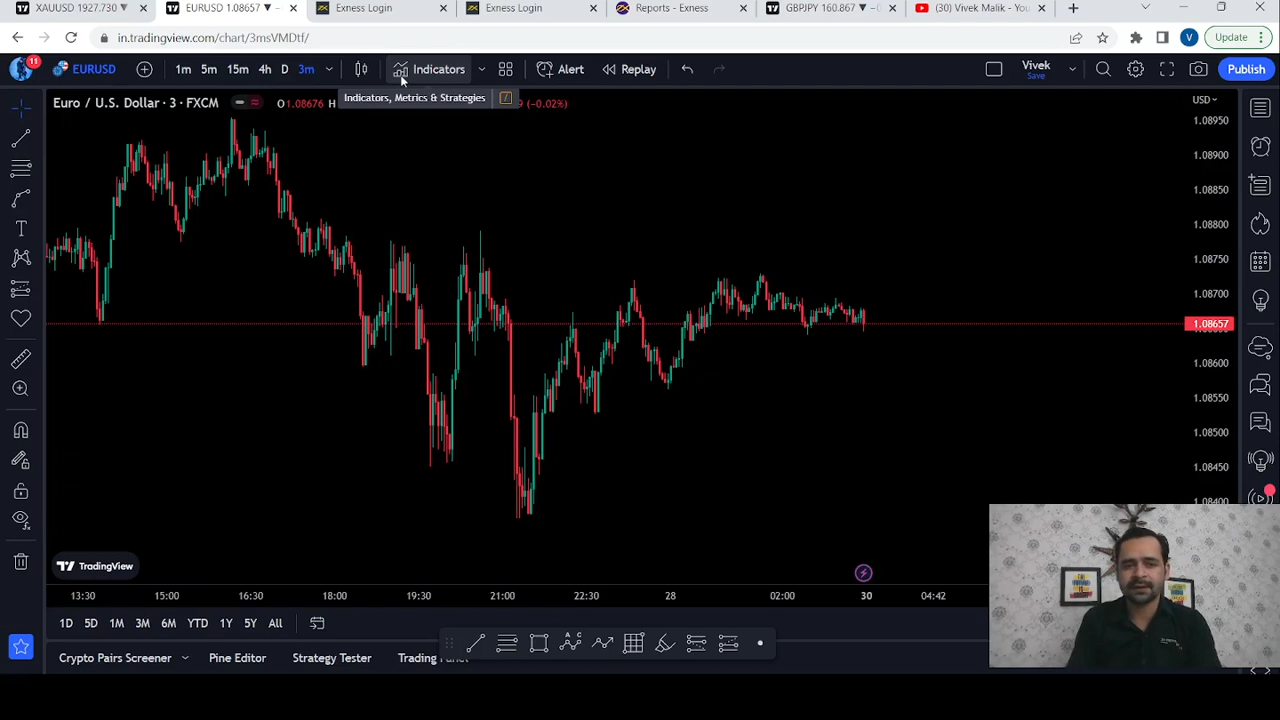 XAUUSD 1927.730 ▼
EURUSD 1.08657 ▼
Exness Login
Exness Login
Reports - Exness
GBPJPY 160.867 ▼
(30) Vivek Malik - You
in.tradingview.com/chart/3msVMDtf/
V
Update
11
EURUSD
1m 5m 15m 4h D 3m
Indicators
Alert
Replay
Vivek
Save
Publish
Euro / U.S. Dollar · 3 · FXCM
O1.08676 H
(−0.02%)
Indicators, Metrics & Strategies
/
USD
1.08950
1.08900
1.08850
1.08800
1.08750
1.08700
1.08657
1.08600
1.08550
1.08500
1.08450
1.08400
TradingView
13:30 15:00 16:30 18:00 19:30 21:00 22:30 28 02:00 30 04:42
1D 5D 1M 3M 6M YTD 1Y 5Y All
Crypto Pairs Screener
Pine Editor
Strategy Tester
Trading Panel